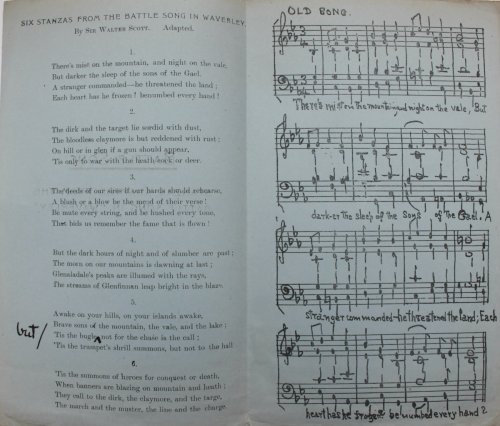 SIX STANZAS FROM THE BATTLE SONG IN WAVERLEY.
By Sir Walter Scott. Adapted.
1
There's mist on the mountain, and night on the vale,
But darker the sleep of the sons of the Gael.
A stranger commanded—he threatened the land;
Each heart has he frozen! benumbed every hand!
2.
The dirk and the target lie sordid with dust,
The bloodless claymore is but reddened with rust;
On hill or in glen if a gun should appear,
'Tis only to war with the heath-cock or deer.
3.
The deeds of our sires if our bards should rehearse,
A blush or a blow be the meed of their verse!
Be mute every string, and be hushed every tone,
That bids us remember the fame that is flown!
4.
But the dark hours of night and of slumber are past;
The moon on our mountains is dawning at last;
Glenaladale's peaks are illumed with the rays,
The streams of Glenfinnan leap bright in the blaze.
5.
Awake on your hills, on your islands awake,
Brave sons of the mountain, the vale, and the lake;
but/
'Tis the bugle, not for the chase is the call;
'Tis the trumpet's shrill summons, but not to the hall
6.
'Tis the summons of heroes for conquest or death,
When banners are blazing on mountain and heath;
They call to the dirk, the claymore, and the targe,
The march and the muster, the line and the charge.
OLD SONG.
There's mist on the mountain and night on the vale, But
dark-er the sleep of the Sons of the Gael. A
stranger commanded-he threatened the land; Each
heart has he frozen! be numbed every hand?